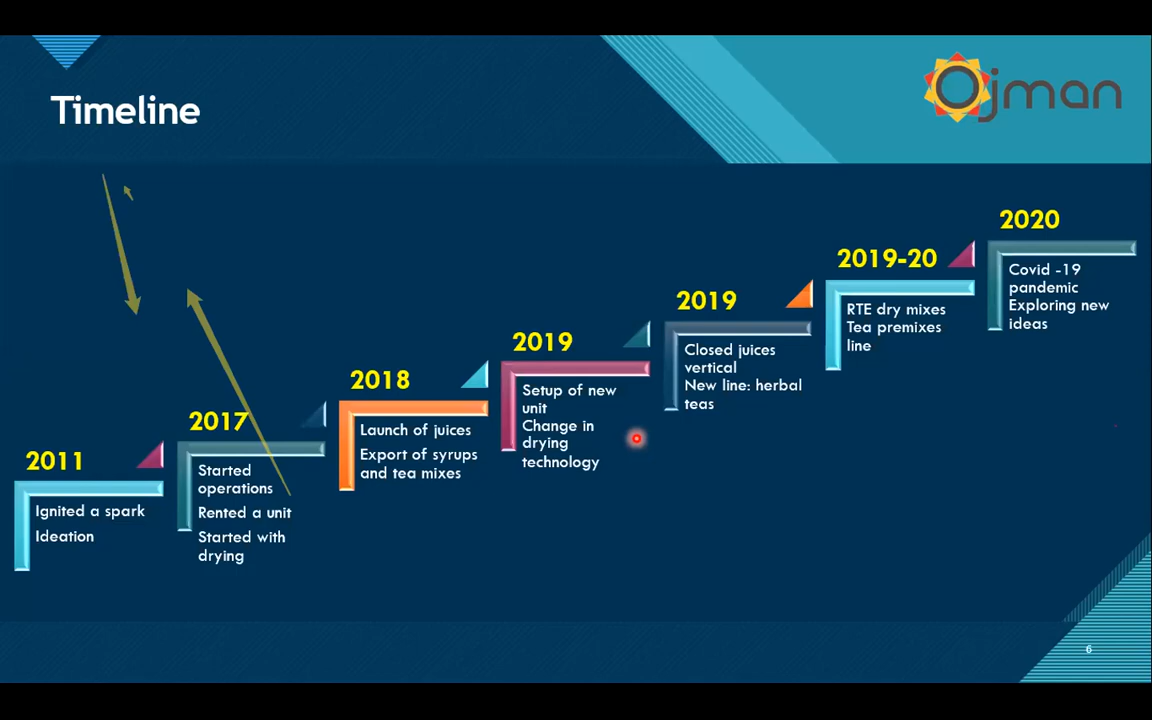 Timeline
Ojman
2011
Ignited a spark
Ideation
2017
Started
operations
Rented a unit
Started with
drying
2018
Launch of juices
Export of syrups
and tea mixes
2019
Setup of new
unit
Change in
drying
technology
2019
Closed juices
vertical
New line: herbal
teas
2019-20
RTE dry mixes
Tea premixes
line
2020
Covid -19
pandemic
Exploring new
ideas
6